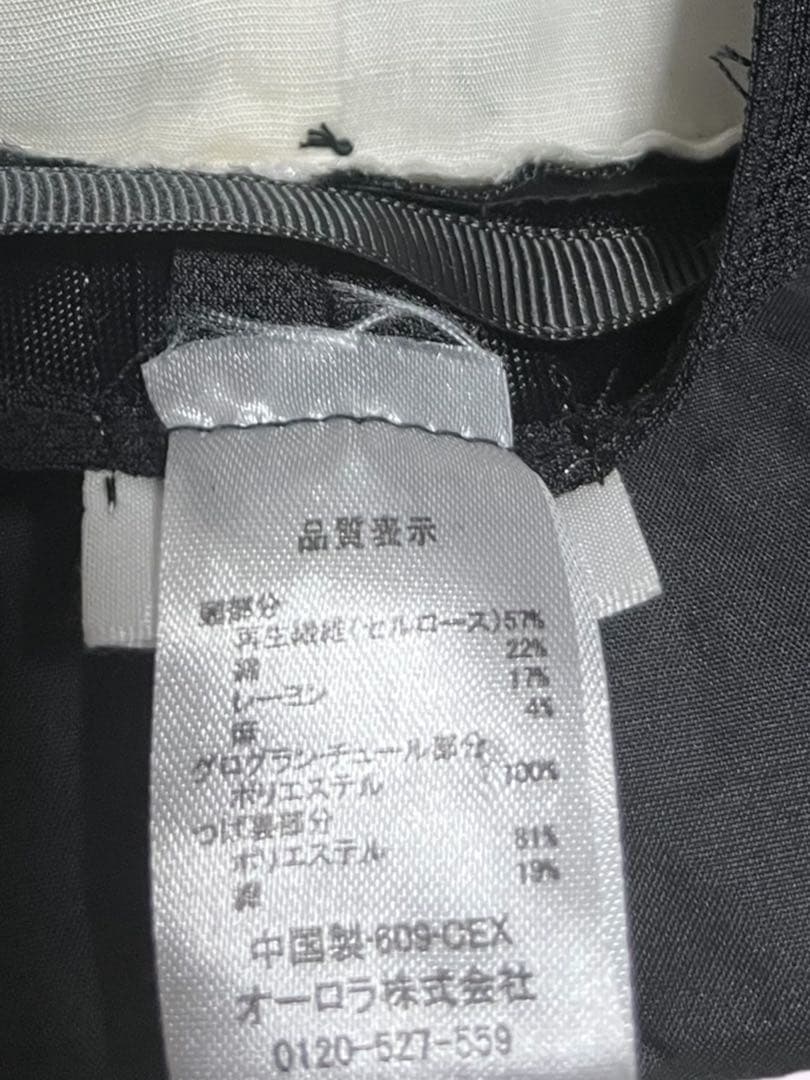 品質表示
部分
再生繊維(セルロース)57%
綿 22%
レーヨン 17%
麻 4%
グログラン・チュール部分
ポリエステル 100%
つば裏部分
ポリエステル 81%
綿 19%
中国製-609-CEX
オーロラ株式会社
0120-527-559